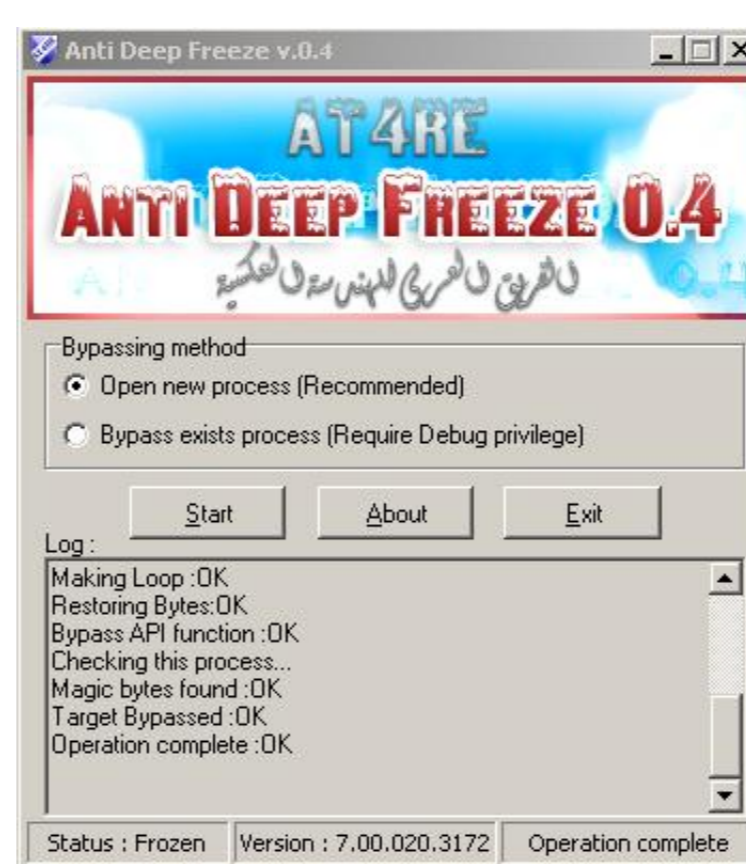 Anti Deep Freeze v.0.4
AT4RE
ANTI DEEP FREEZE 0.4
الفريق العربي للهندسة العكسية
Bypassing method
Open new process (Recommended)
Bypass exists process (Require Debug privilege)
Start About Exit
Log :
Making Loop :OK
Restoring Bytes:OK
Bypass API function :OK
Checking this process...
Magic bytes found :OK
Target Bypassed :OK
Operation complete :OK
Status : Frozen Version : 7.00.020.3172 Operation complete